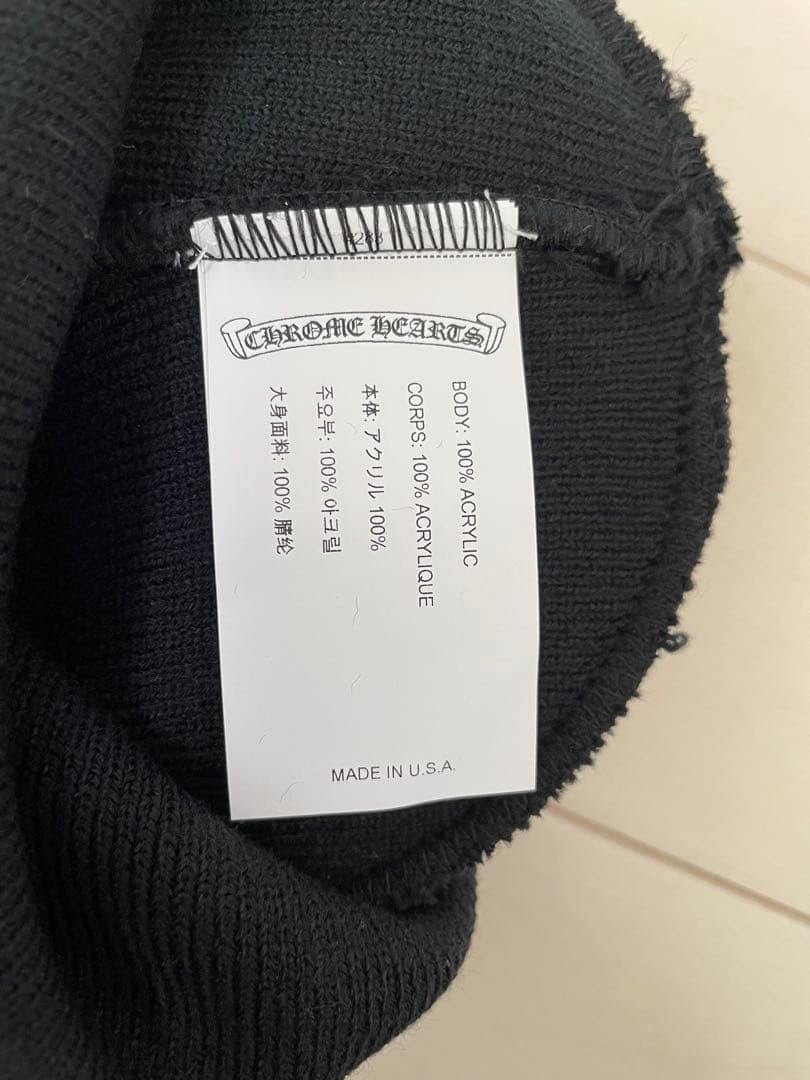 CHROME HEARTS
BODY: 100% ACRYLIC
CORPS: 100% ACRYLIQUE
本体: アクリル 100%
주요부: 100% 아크릴
大身面料: 100% 腈纶
MADE IN U.S.A.